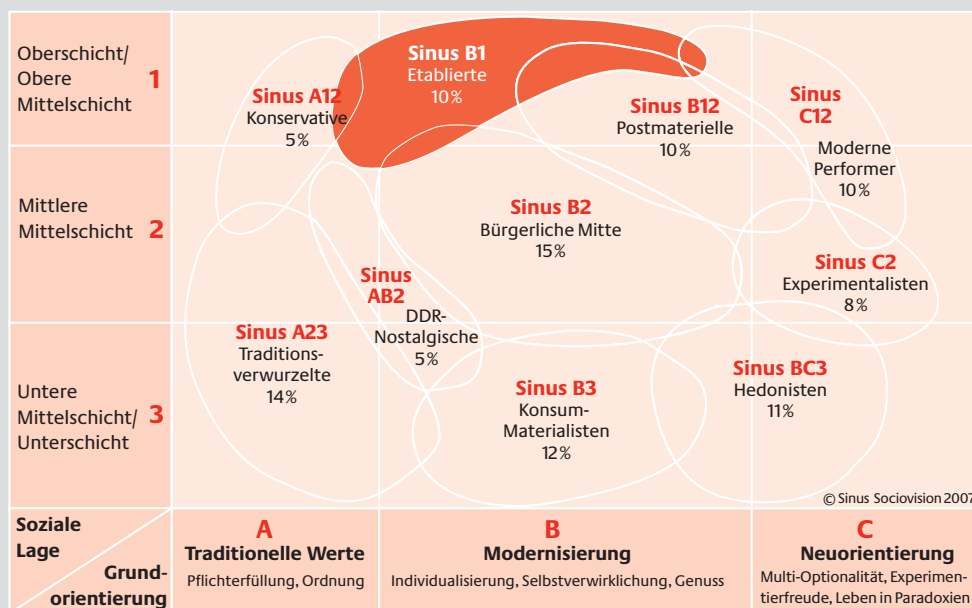 Oberschicht/
Obere
Mittelschicht
1
Mittlere
Mittelschicht
2
Untere
Mittelschicht/
Unterschicht
3
Sinus A12
Konservative
5%
Sinus B1
Etablierte
10%
Sinus B12
Postmaterielle
10%
Sinus
C12
Moderne
Performer
10%
Sinus B2
Bürgerliche Mitte
15%
Sinus
AB2
DDR-
Nostalgische
5%
Sinus C2
Experimentalisten
8%
Sinus A23
Traditions-
verwurzelte
14%
Sinus B3
Konsum-
Materialisten
12%
Sinus BC3
Hedonisten
11%
© Sinus Sociovision 2007
Soziale
Lage
Grund-
orientierung
A
Traditionelle Werte
Pflichterfüllung, Ordnung
B
Modernisierung
Individualisierung, Selbstverwirklichung, Genuss
C
Neuorientierung
Multi-Optionalität, Experimen-
tierfreude, Leben in Paradoxien